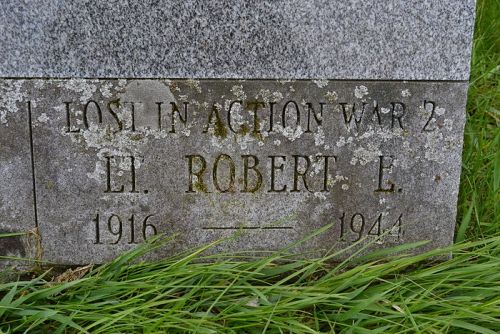 LOST IN ACTION WAR 2
LT. ROBERT E.
1916 — 1944